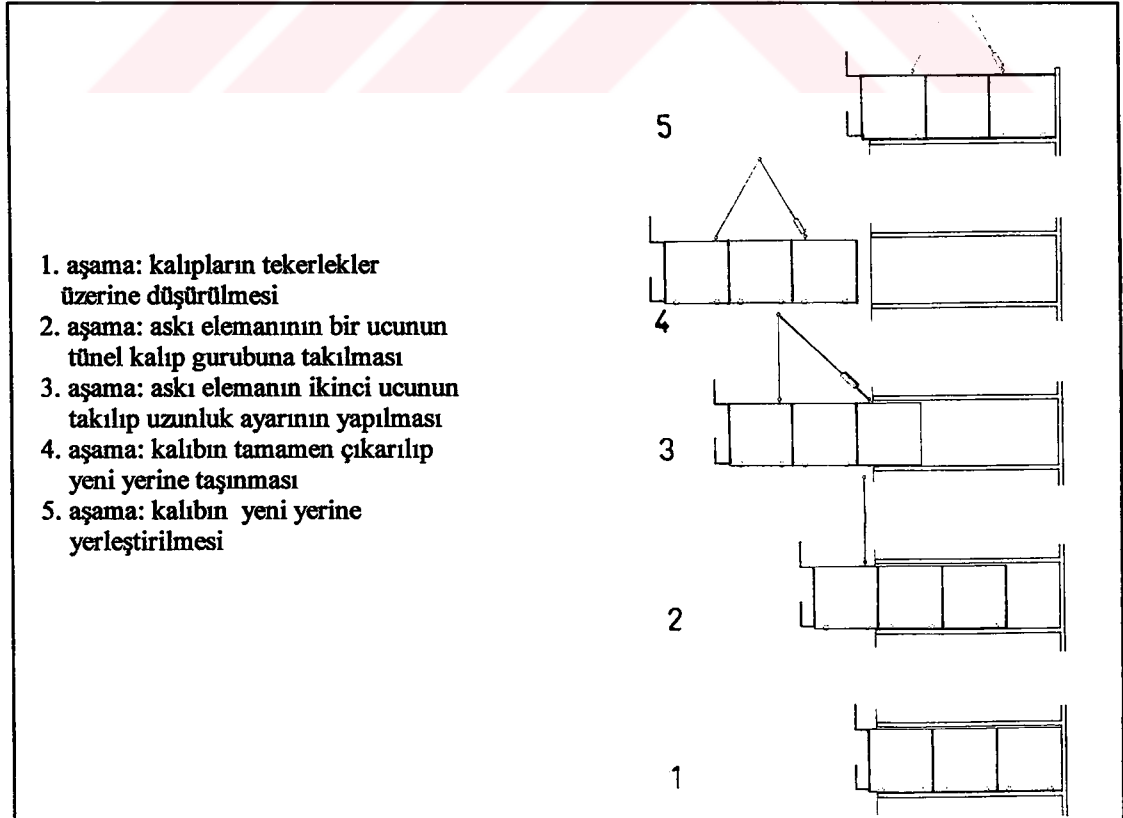 1. aşama: kalıpların tekerlekler
üzerine düşürülmesi
2. aşama: askı elemanının bir ucunun
tünel kalıp gurubuna takılması
3. aşama: askı elemanın ikinci ucunun
takılıp uzunluk ayarının yapılması
4. aşama: kalıbın tamamen çıkarılıp
yeni yerine taşınması
5. aşama: kalıbın yeni yerine
yerleştirilmesi
5
4
3
2
1